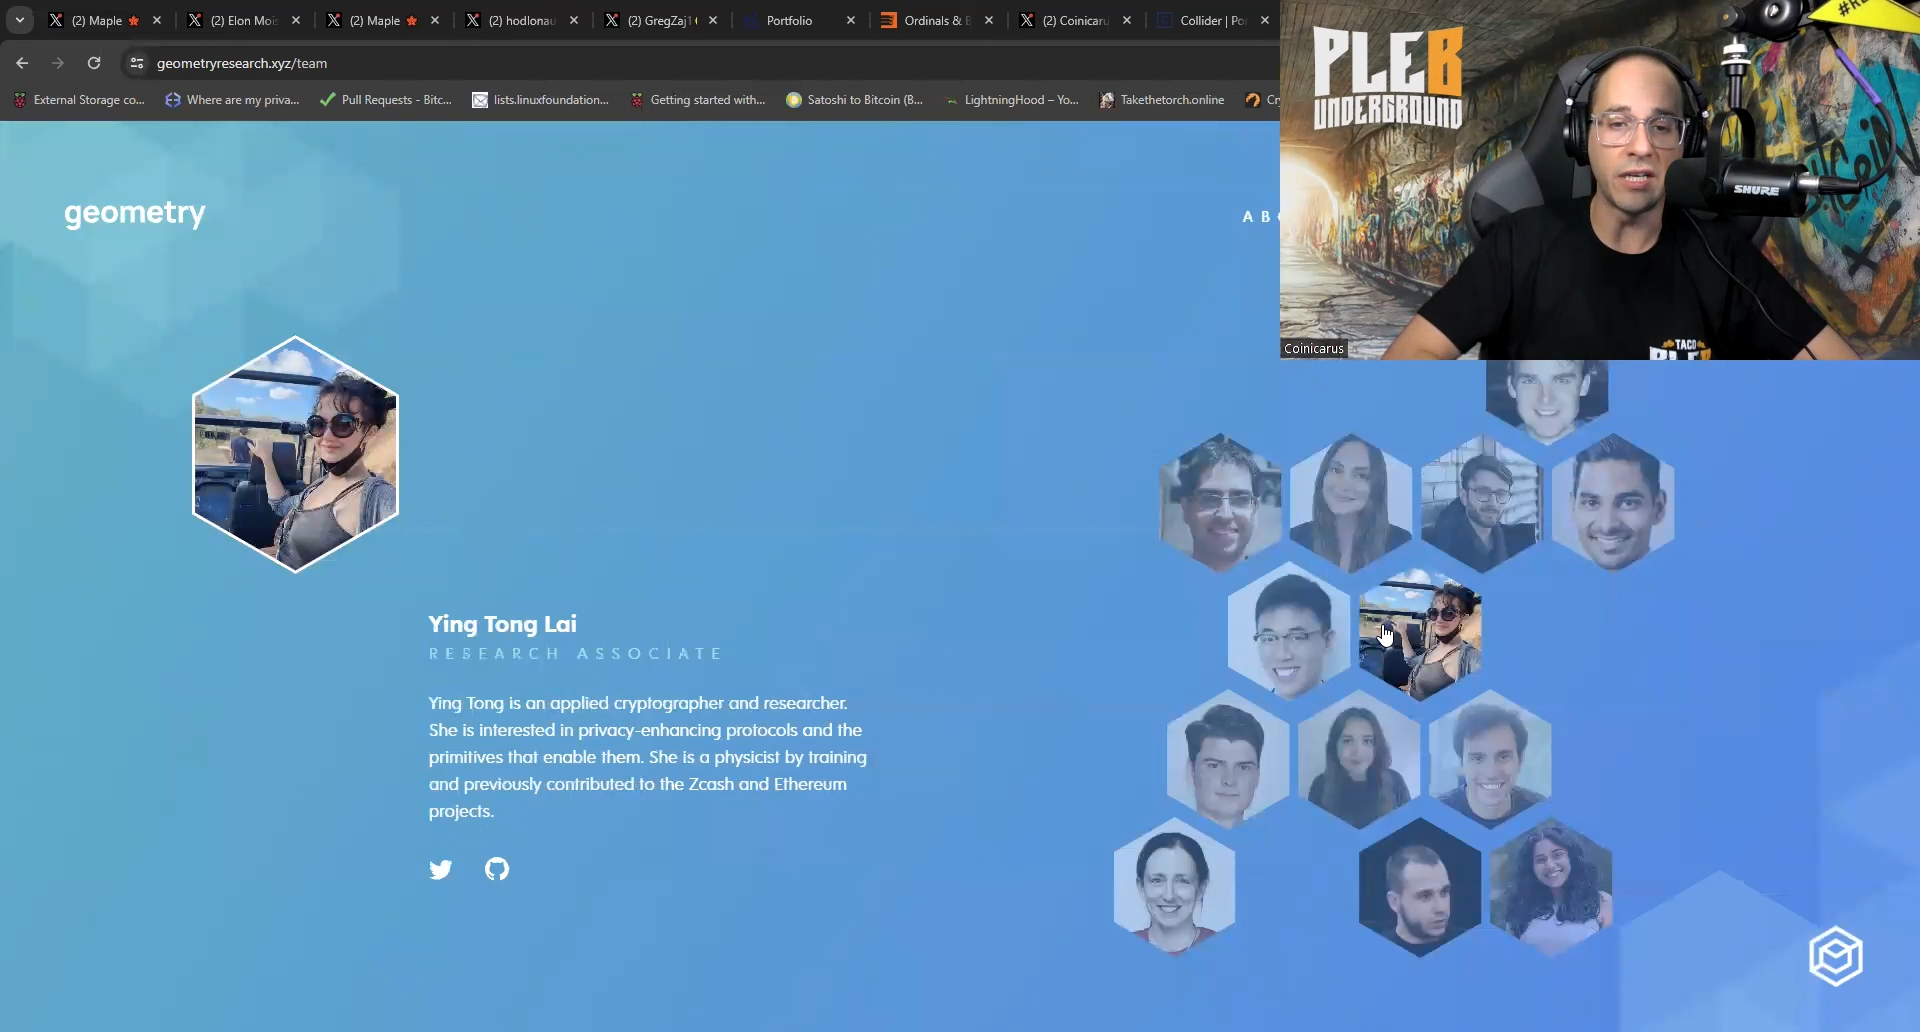 (2) Maple
(2) Elon Mois
(2) Maple
(2) hodlonau
(2) GregZaj1
Portfolio
Ordinals & B
(2) Coinicaru
Collider | Po
geometryresearch.xyz/team
External Storage co...
Where are my priva...
Pull Requests - Bitc...
lists.linuxfoundation...
Getting started with...
Satoshi to Bitcoin (B...
LightningHood – Yo...
Takethetorch.online
PLEB
UNDERGROUND
SHURE
TACO
PLEB
Coinicarus
geometry
Ying Tong Lai
RESEARCH ASSOCIATE
Ying Tong is an applied cryptographer and researcher.
She is interested in privacy-enhancing protocols and the
primitives that enable them. She is a physicist by training
and previously contributed to the Zcash and Ethereum
projects.